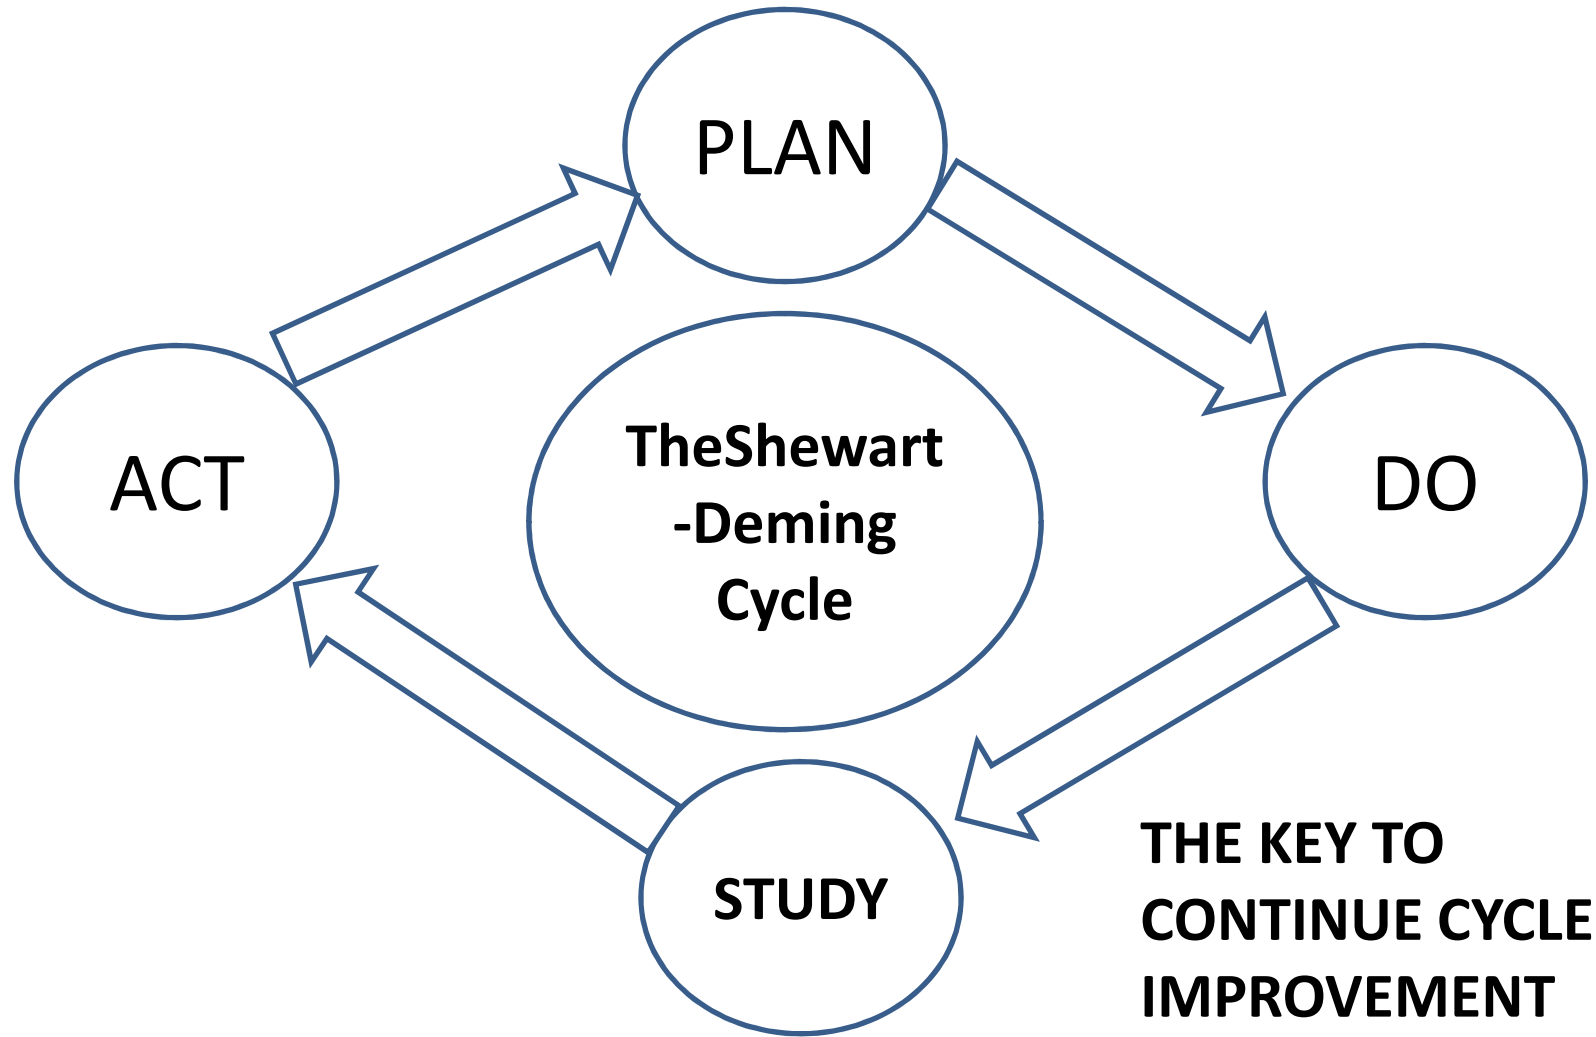 PLAN
ACT
DO
TheShewart
-Deming
Cycle
STUDY
THE KEY TO
CONTINUE CYCLE
IMPROVEMENT